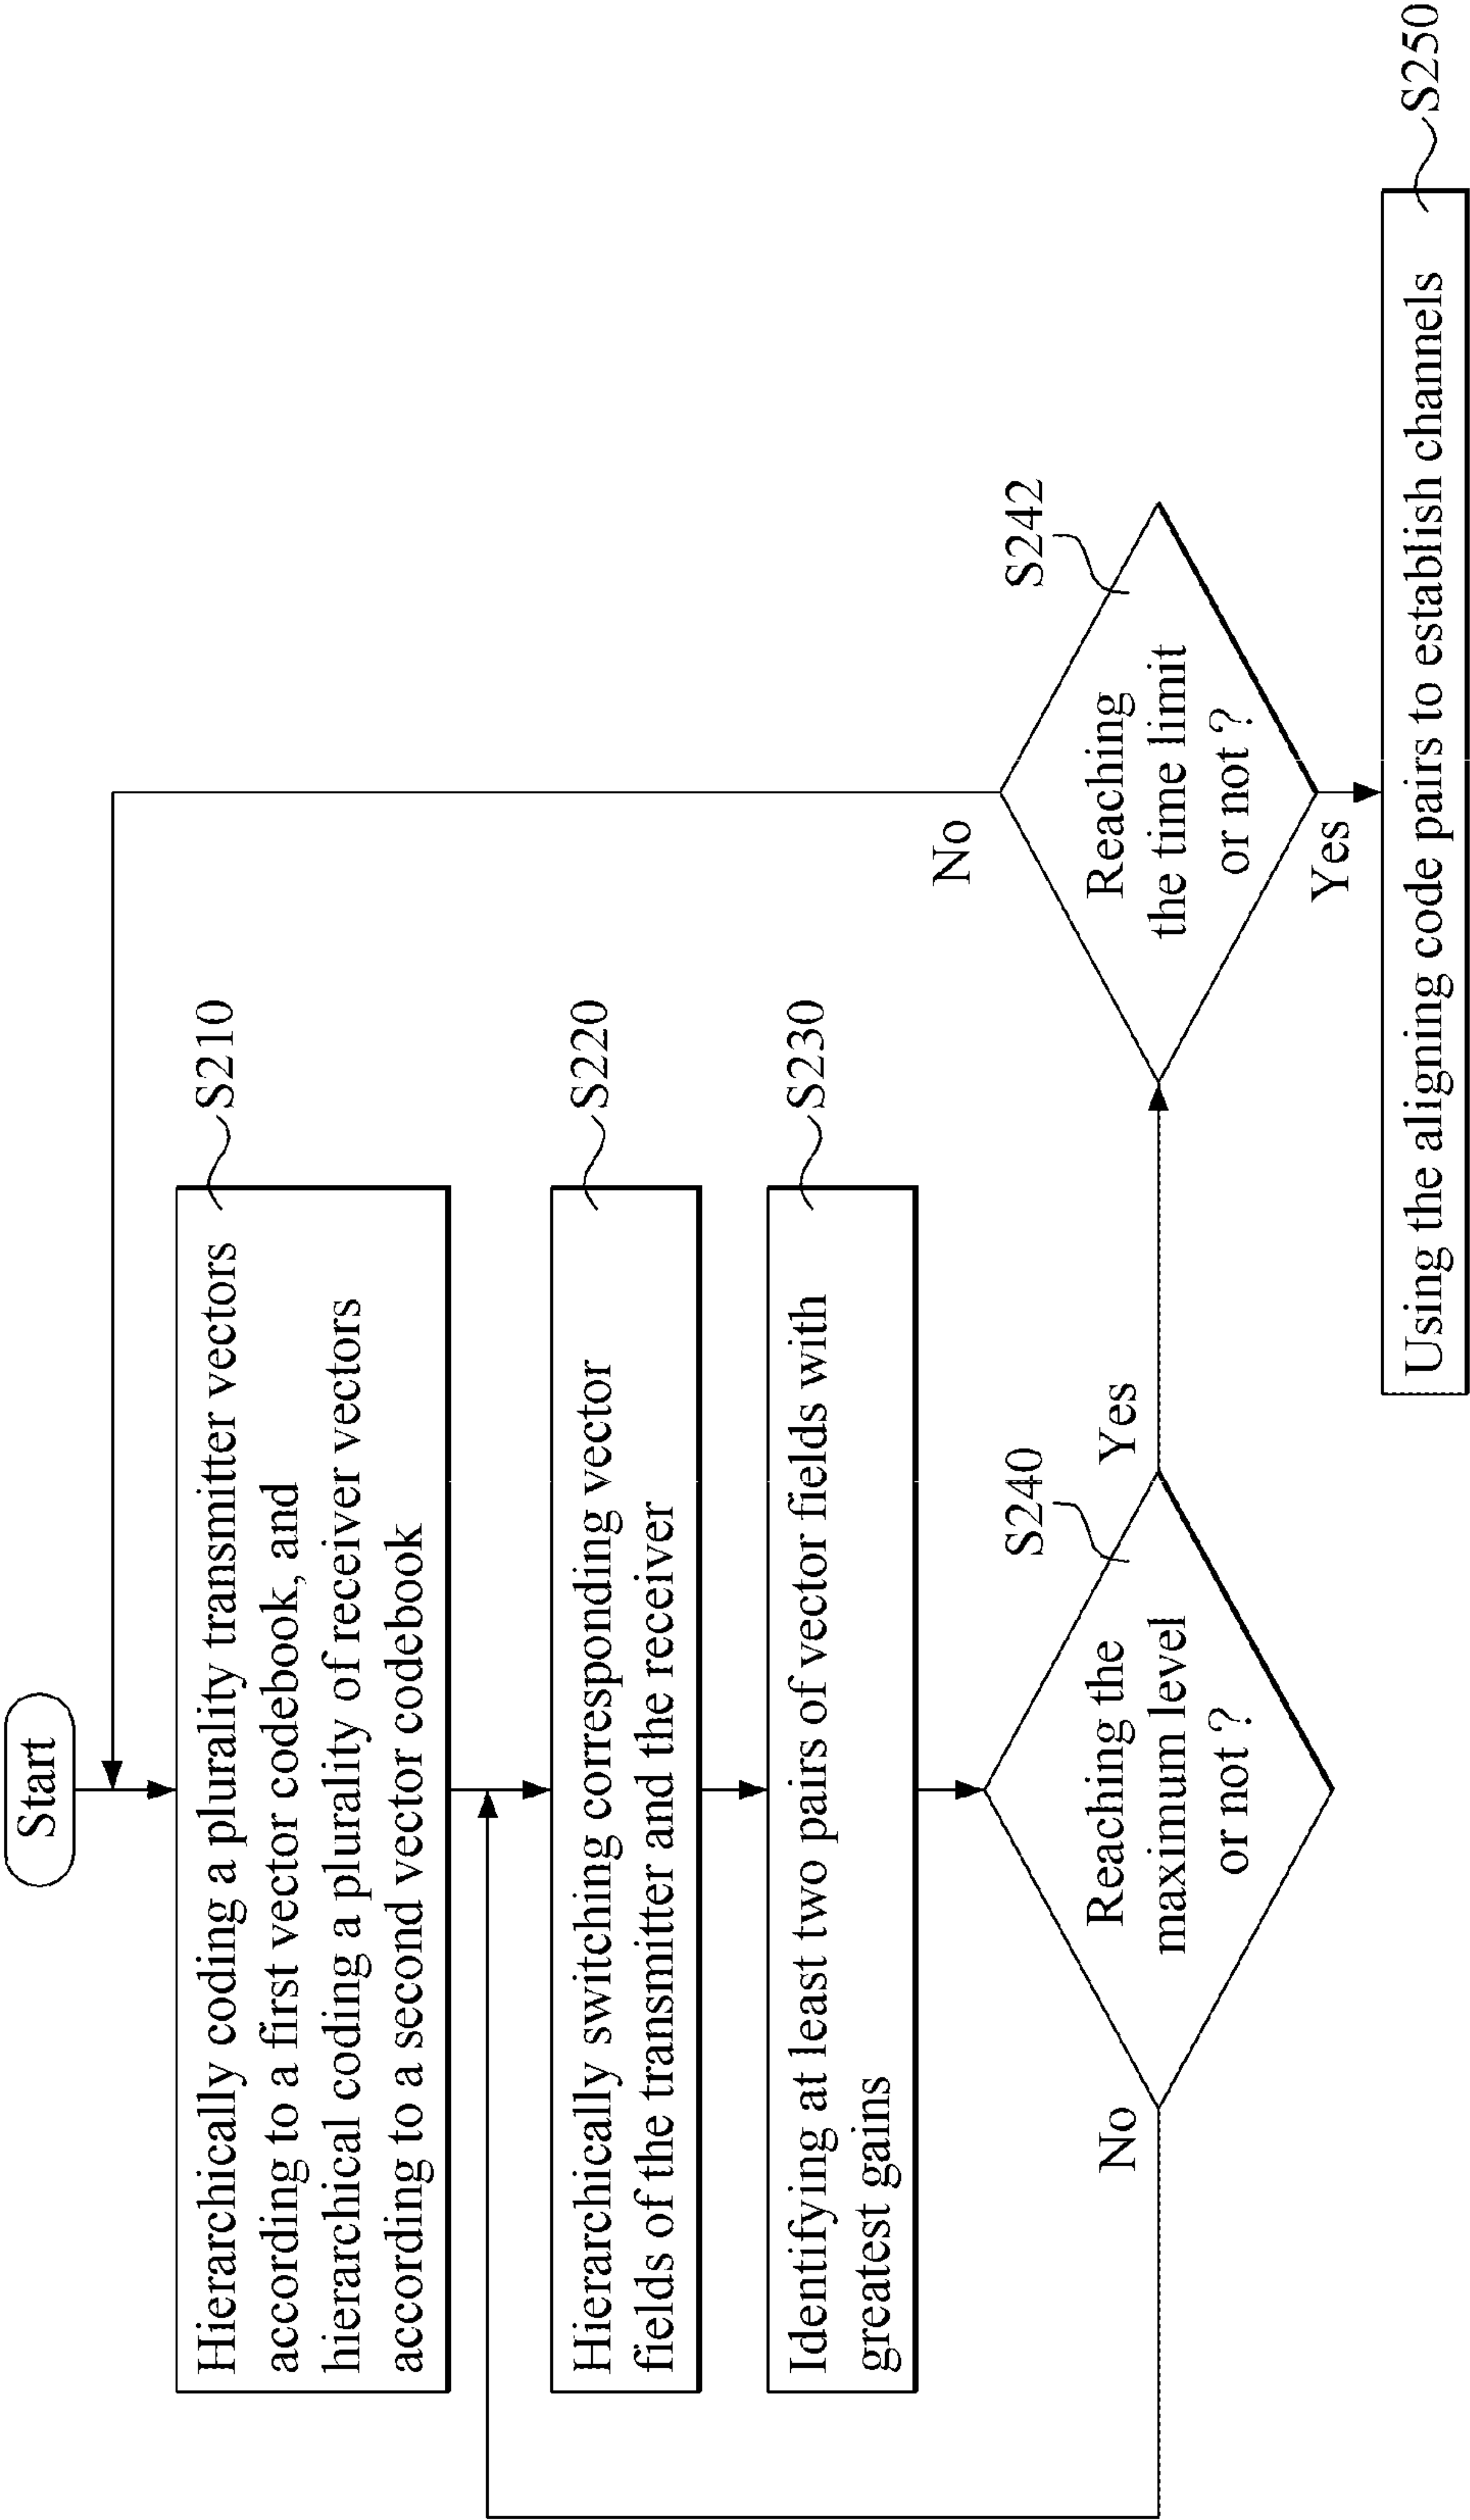 Start
Hierarchically coding a plurality transmitter vectors
according to a first vector codebook, and
hierarchical coding a plurality of receiver vectors
according to a second vector codebook
S210
Hierarchically switching corresponding vector
fields of the transmitter and the receiver
S220
Identifying at least two pairs of vector fields with
greatest gains
S230
No
Reaching the
maximum level
or not ?
S240
Yes
No
Reaching
the time limit
or not ?
S242
Yes
Using the aligning code pairs to establish channels
S250